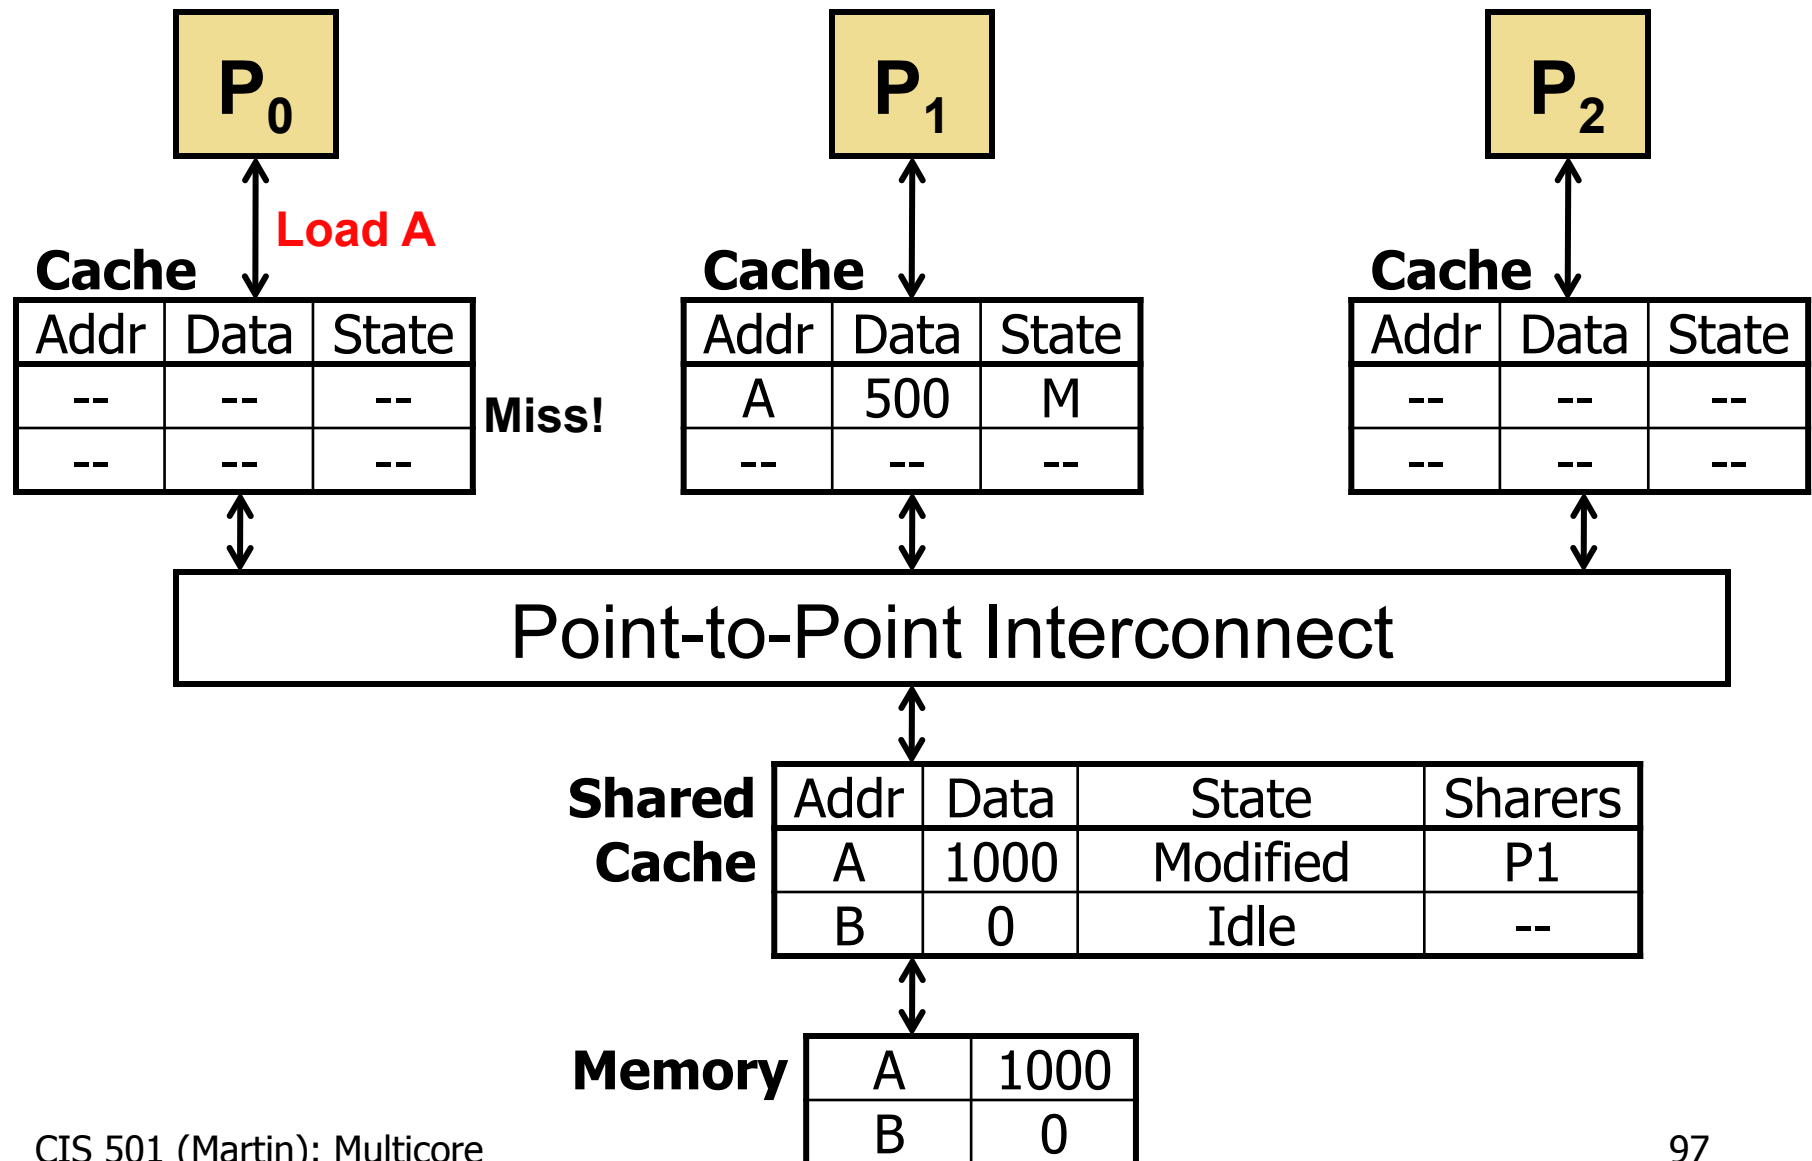 P0 P1 P2
Load A
Cache Cache Cache
Addr Data State Addr Data State Addr Data State
-- -- -- Miss! A 500 M -- -- --
-- -- -- -- -- -- -- -- --
Point-to-Point Interconnect
Shared Addr Data State Sharers
Cache A 1000 Modified P1
B 0 Idle --
Memory A 1000
B 0
CIS 501 (Martin): Multicore 97